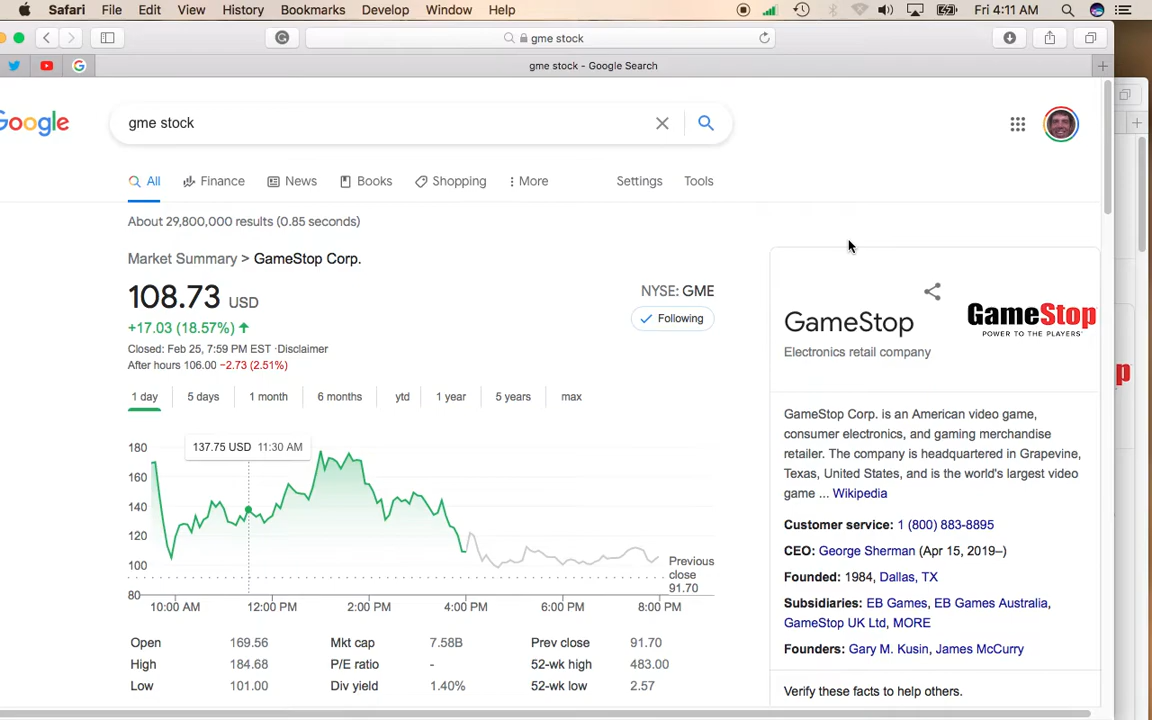 Safari File Edit View History Bookmarks Develop Window Help Fri 4:11 AM
gme stock
gme stock - Google Search
Google
gme stock
All Finance News Books Shopping More Settings Tools
About 29,800,000 results (0.85 seconds)
Market Summary > GameStop Corp.
108.73 USD
+17.03 (18.57%)
Closed: Feb 25, 7:59 PM EST · Disclaimer
After hours 106.00 −2.73 (2.51%)
NYSE: GME
Following
1 day 5 days 1 month 6 months ytd 1 year 5 years max
137.75 USD 11:30 AM
180
160
140
120
100
80
Previous
close
91.70
10:00 AM 12:00 PM 2:00 PM 4:00 PM 6:00 PM 8:00 PM
Open 169.56 Mkt cap 7.58B Prev close 91.70
High 184.68 P/E ratio - 52-wk high 483.00
Low 101.00 Div yield 1.40% 52-wk low 2.57
GameStop
Electronics retail company
GameStop
POWER TO THE PLAYERS
GameStop Corp. is an American video game,
consumer electronics, and gaming merchandise
retailer. The company is headquartered in Grapevine,
Texas, United States, and is the world's largest video
game ... Wikipedia
Customer service: 1 (800) 883-8895
CEO: George Sherman (Apr 15, 2019–)
Founded: 1984, Dallas, TX
Subsidiaries: EB Games, EB Games Australia,
GameStop UK Ltd, MORE
Founders: Gary M. Kusin, James McCurry
Verify these facts to help others.